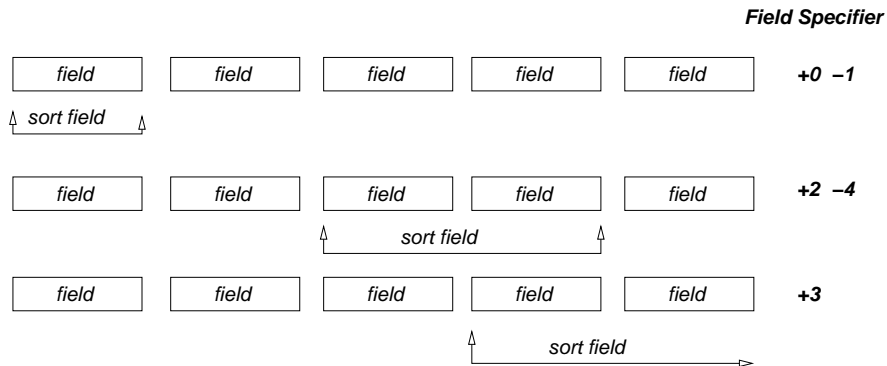 Field Specifier
field field field field field +0 –1
sort field
field field field field field +2 –4
sort field
field field field field field +3
sort field